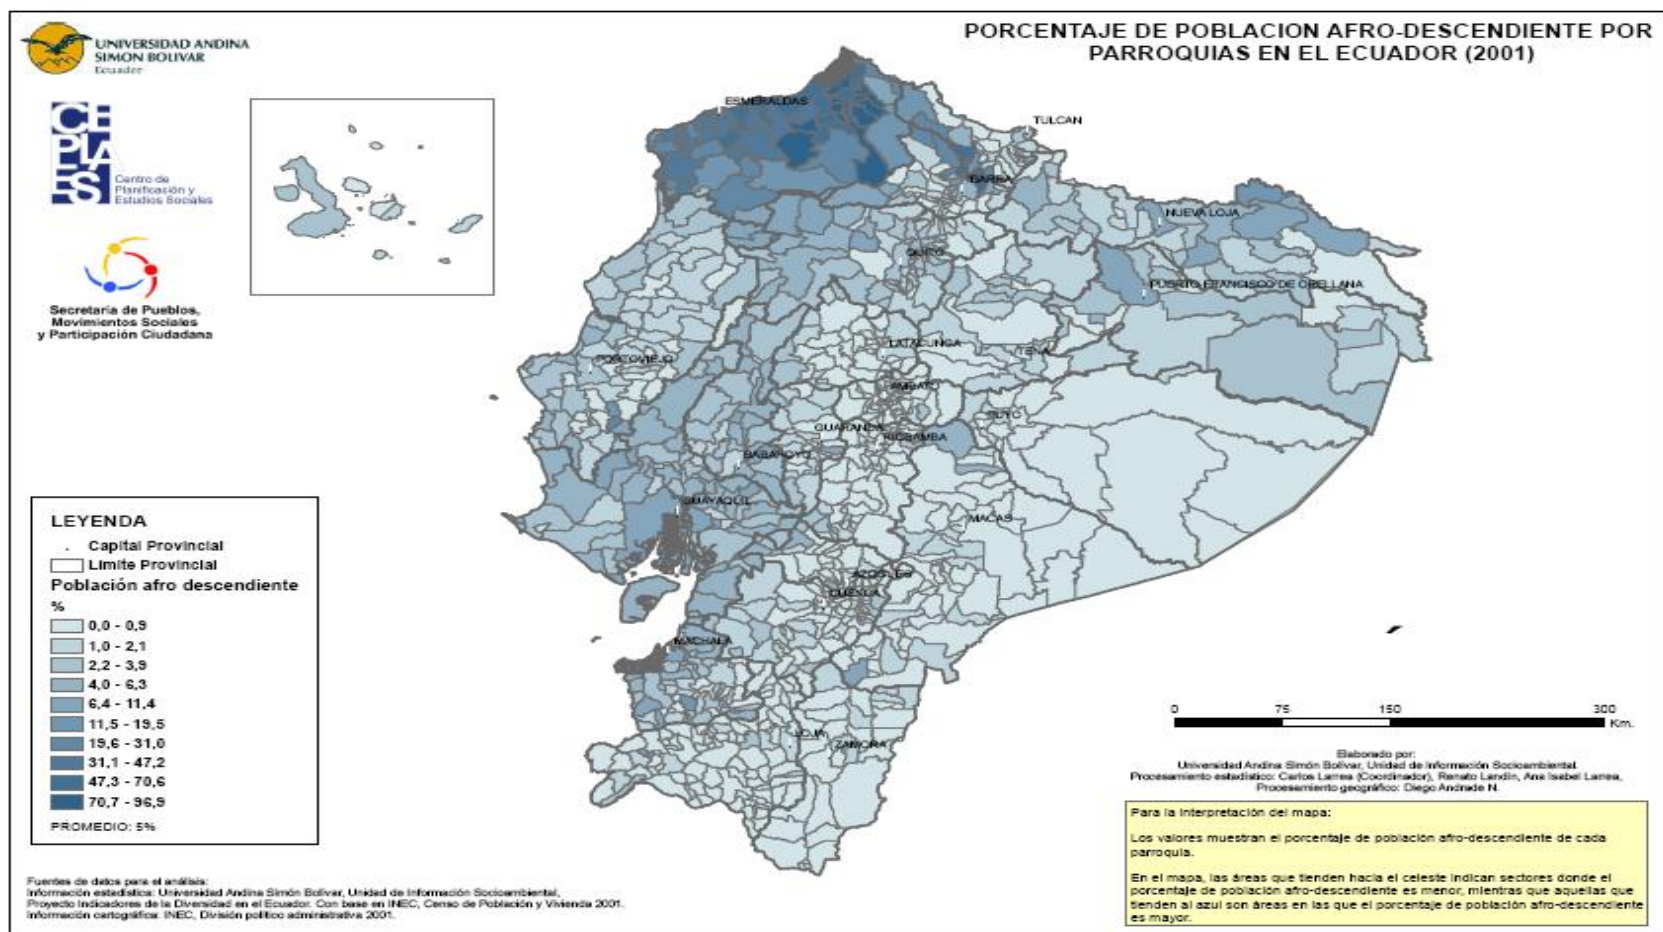 UNIVERSIDAD ANDINA
SIMON BOLIVAR
Ecuador
PORCENTAJE DE POBLACION AFRO-DESCENDIENTE POR
PARROQUIAS EN EL ECUADOR (2001)
CEPLAES
Centro de
Planificación y
Estudios Sociales
Secretaría de Pueblos,
Movimientos Sociales
y Participación Ciudadana
ESMERALDAS
TULCAN
IBARRA
NUEVA LOJA
QUITO
PUERTO FRANCISCO DE ORELLANA
LATACUNGA
TENA
PORTOVIEJO
AMBATO
PUYO
GUARANDA
RIOBAMBA
BABAHOYO
GUAYAQUIL
MACAS
AZOGUES
CUENCA
MACHALA
LOJA
ZAMORA
LEYENDA
. Capital Provincial
Límite Provincial
Población afro descendiente
%
0,0 - 0,9
1,0 - 2,1
2,2 - 3,9
4,0 - 6,3
6,4 - 11,4
11,5 - 19,5
19,6 - 31,0
31,1 - 47,2
47,3 - 70,6
70,7 - 96,9
PROMEDIO: 5%
0 75 150 300
Km.
Elaborado por:
Universidad Andina Simón Bolívar, Unidad de Información Socioambiental.
Procesamiento estadístico: Carlos Larrea (Coordinador), Renato Landín, Ana Isabel Larrea,
Procesamiento geográfico: Diego Andrade N.
Para la interpretación del mapa:
Los valores muestran el porcentaje de población afro-descendiente de cada
parroquia.
En el mapa, las áreas que tienden hacia el celeste indican sectores donde el
porcentaje de población afro-descendiente es menor, mientras que aquellas que
tienden al azul son áreas en las que el porcentaje de población afro-descendiente
es mayor.
Fuentes de datos para el análisis:
Información estadística: Universidad Andina Simón Bolívar, Unidad de Información Socioambiental,
Proyecto Indicadores de la Diversidad en el Ecuador. Con base en INEC, Censo de Población y Vivienda 2001.
Información cartográfica: INEC, División político administrativa 2001.